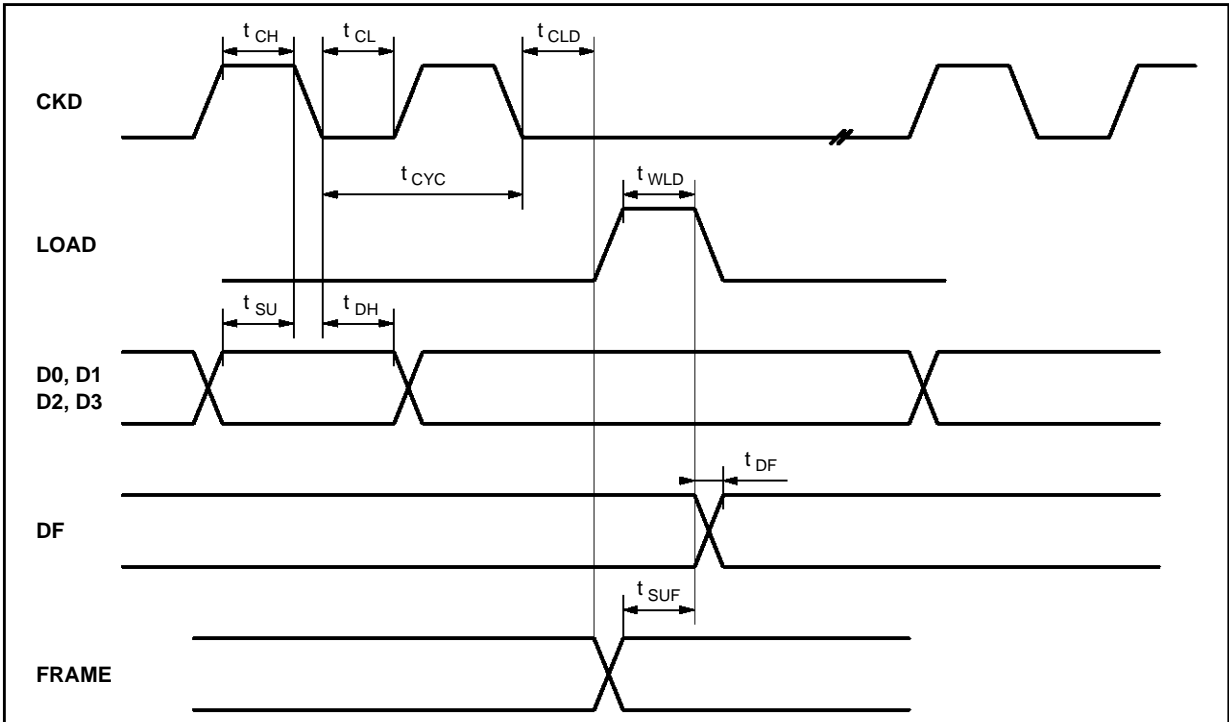 t CH
t CL
t CLD
CKD
t CYC
t WLD
LOAD
t SU
t DH
D0, D1
D2, D3
t DF
DF
t SUF
FRAME